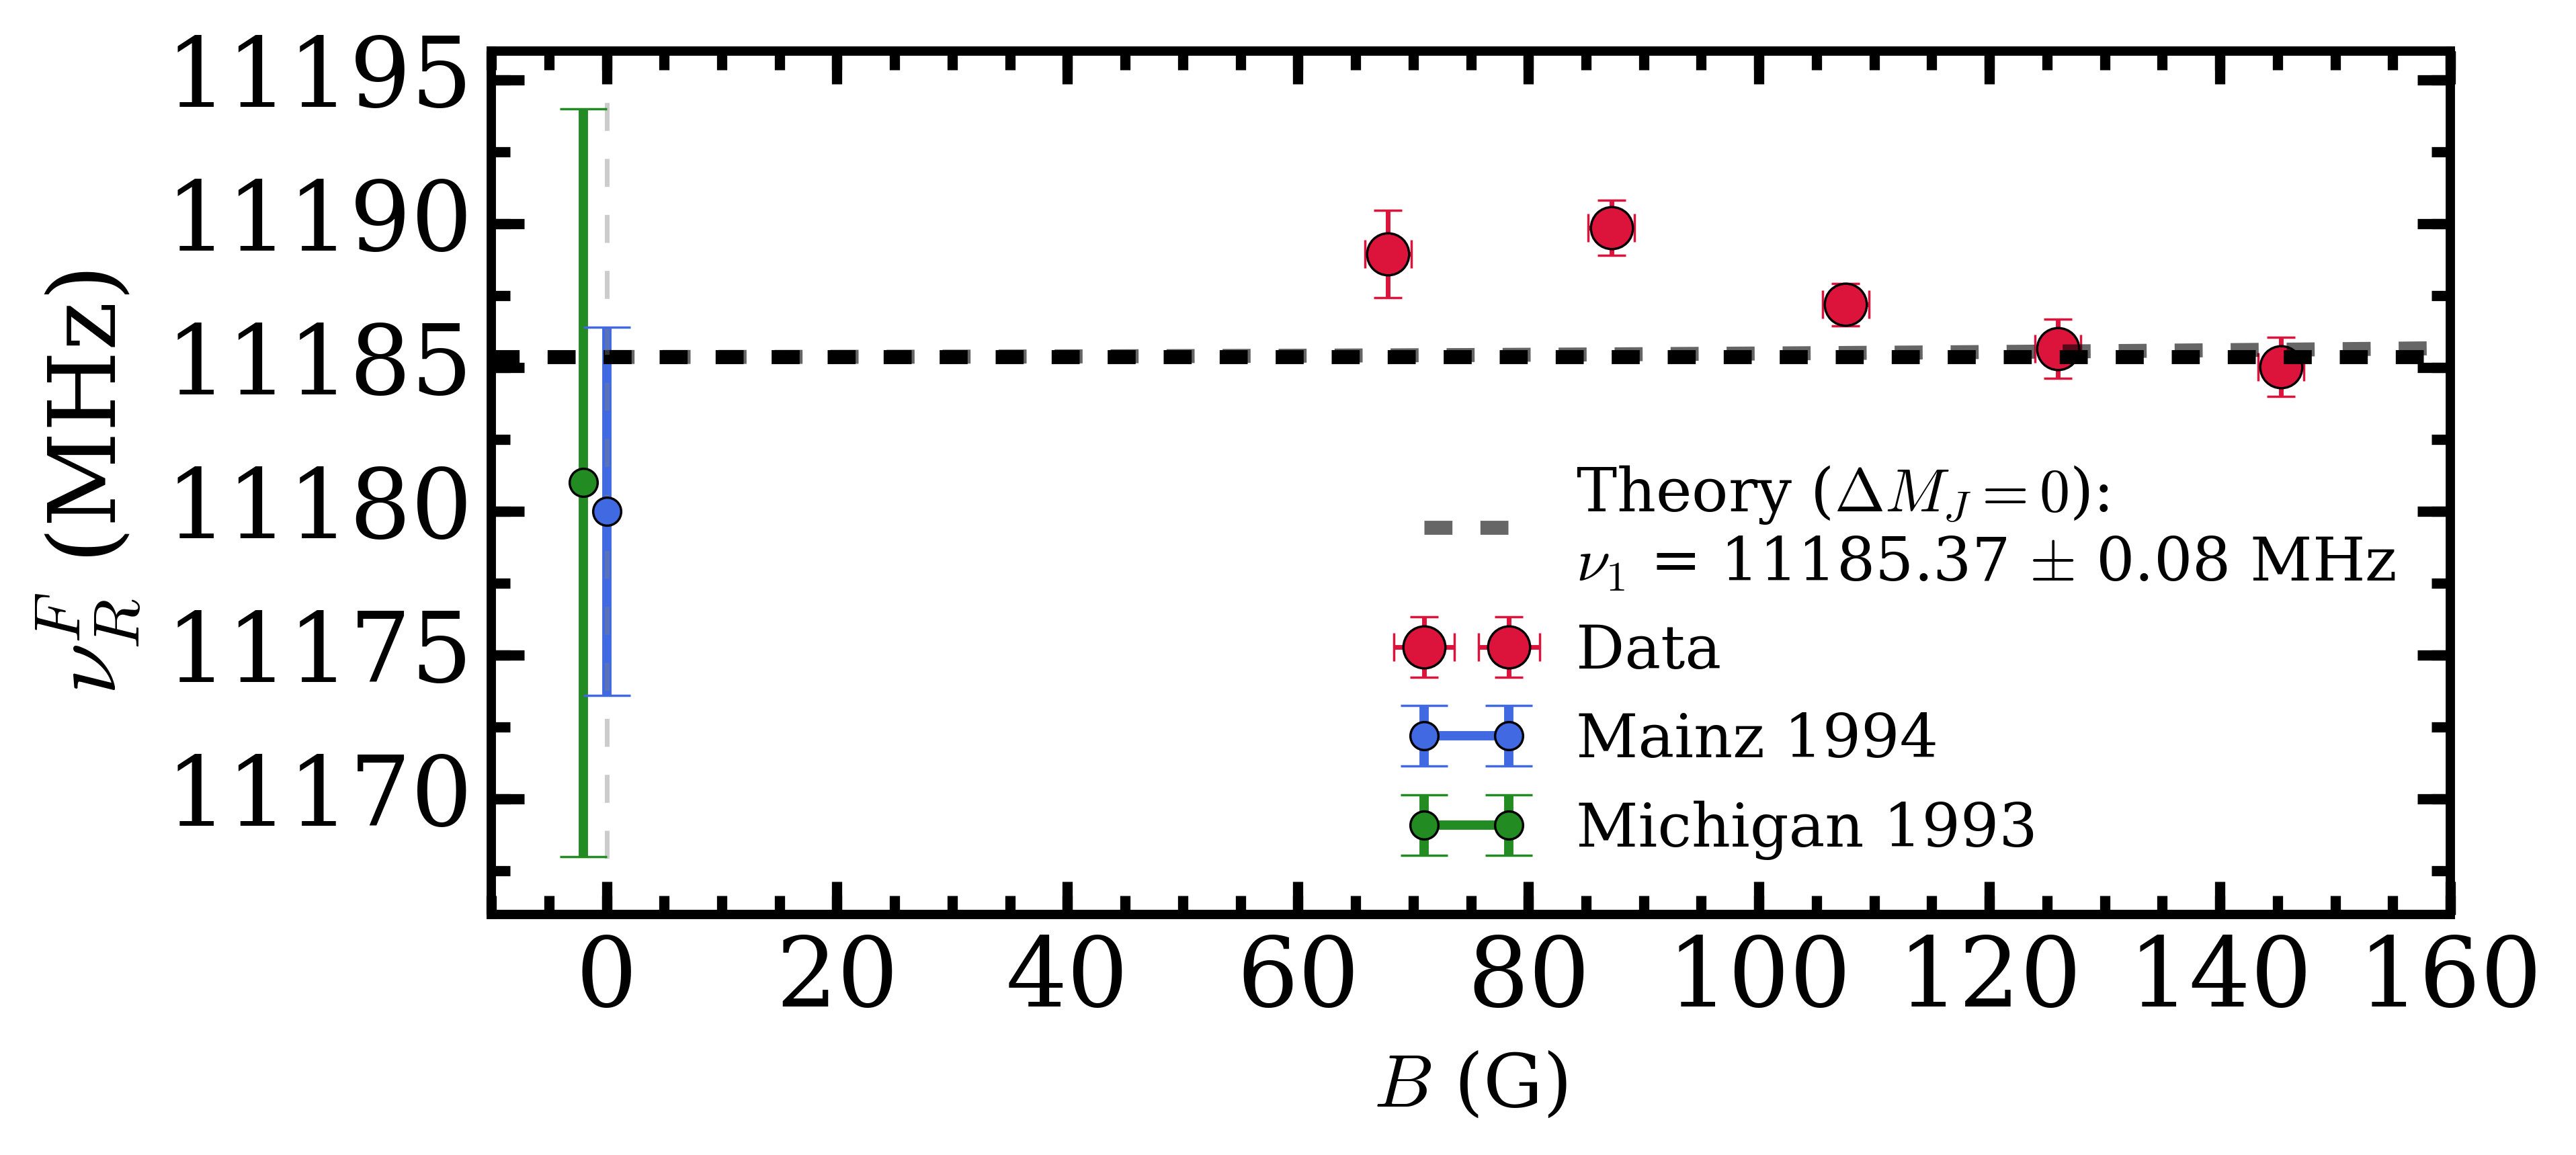 11195
11190
11185
11180
11175
11170
ν_R^F (MHz)
Theory (ΔM_J = 0):
ν₁ = 11185.37 ± 0.08 MHz
Data
Mainz 1994
Michigan 1993
0 20 40 60 80 100 120 140 160
B (G)